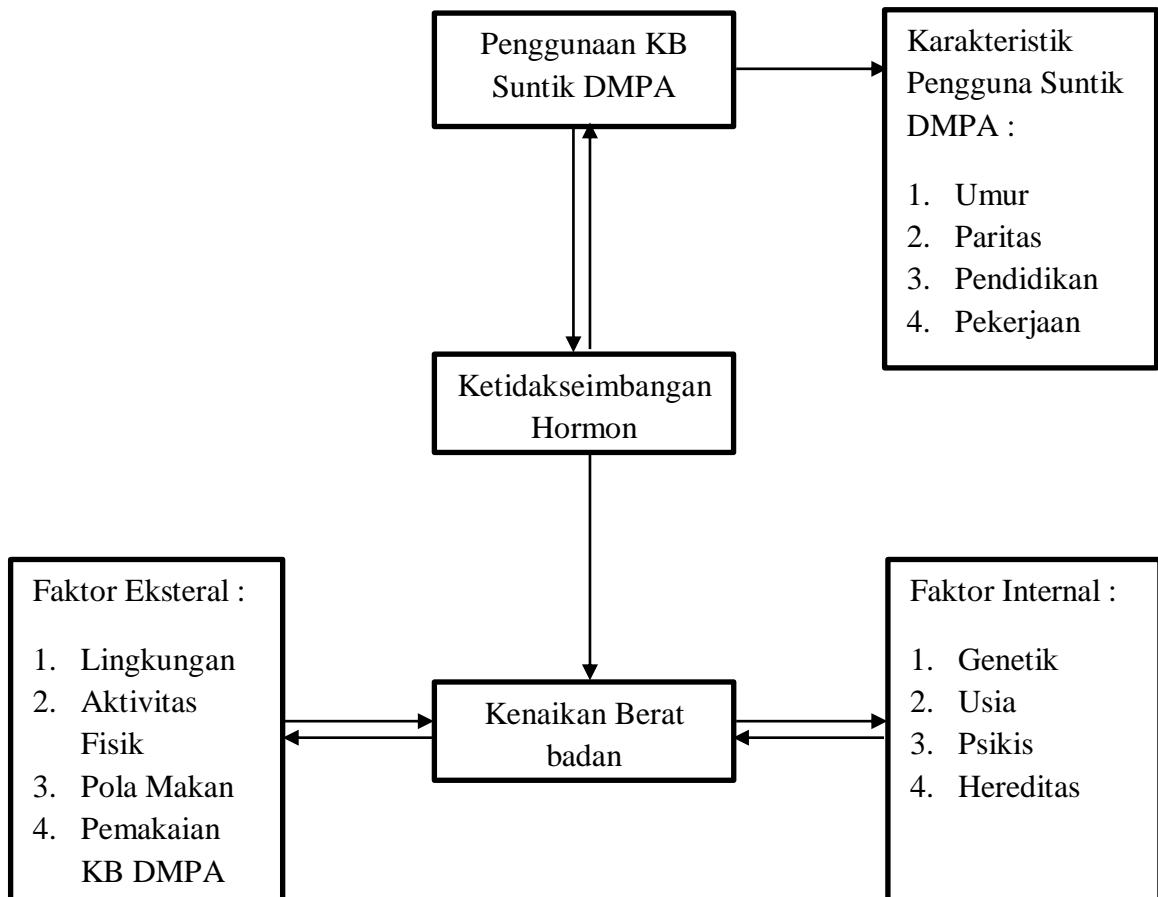 Penggunaan KB
Suntik DMPA
Karakteristik
Pengguna Suntik
DMPA :
1. Umur
2. Paritas
3. Pendidikan
4. Pekerjaan
Ketidakseimbangan
Hormon
Faktor Eksteral :
1. Lingkungan
2. Aktivitas
Fisik
3. Pola Makan
4. Pemakaian
KB DMPA
Kenaikan Berat
badan
Faktor Internal :
1. Genetik
2. Usia
3. Psikis
4. Hereditas